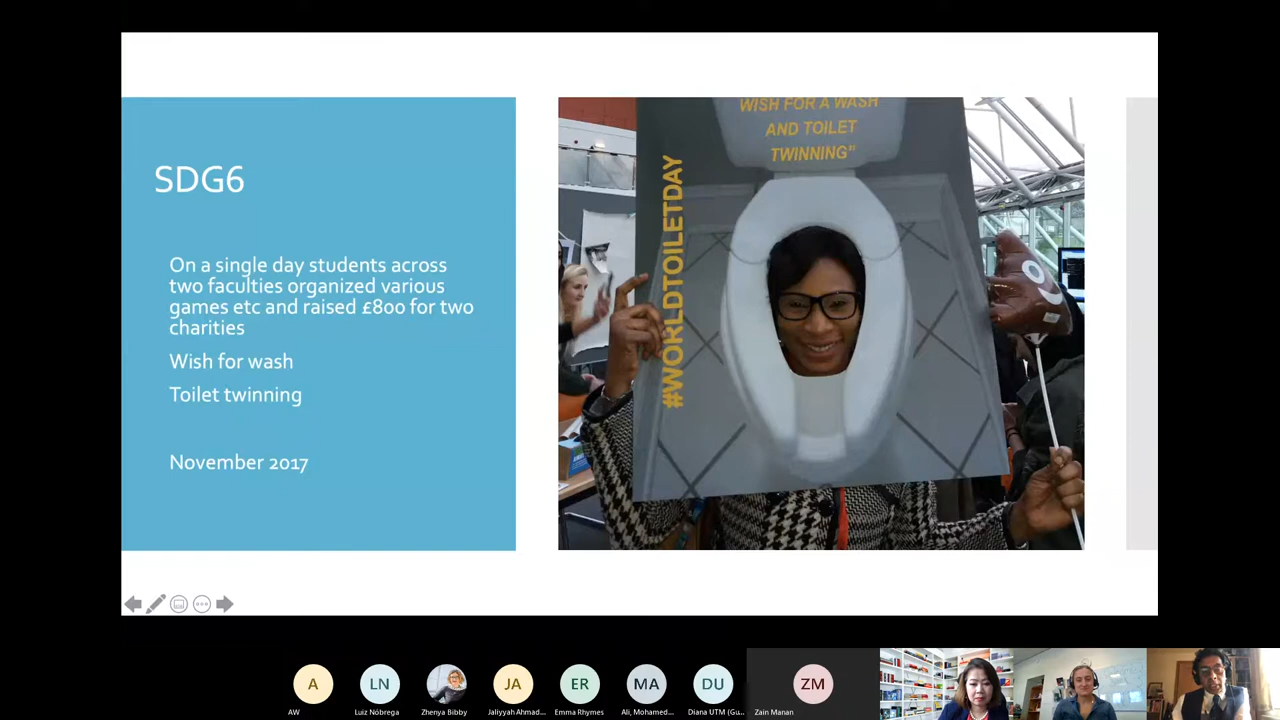 SDG6
On a single day students across
two faculties organized various
games etc and raised £800 for two
charities
Wish for wash
Toilet twinning
November 2017
WISH FOR A WASH
AND TOILET
TWINNING"
#WORLDTOILETDAY
A
LN
JA
ER
MA
DU
ZM
AW
Luiz Nóbrega
Zhenya Bibby
Jaliyyah Ahmad...
Emma Rhymes
Ali, Mohamed...
Diana UTM (Gu...
Zain Manan